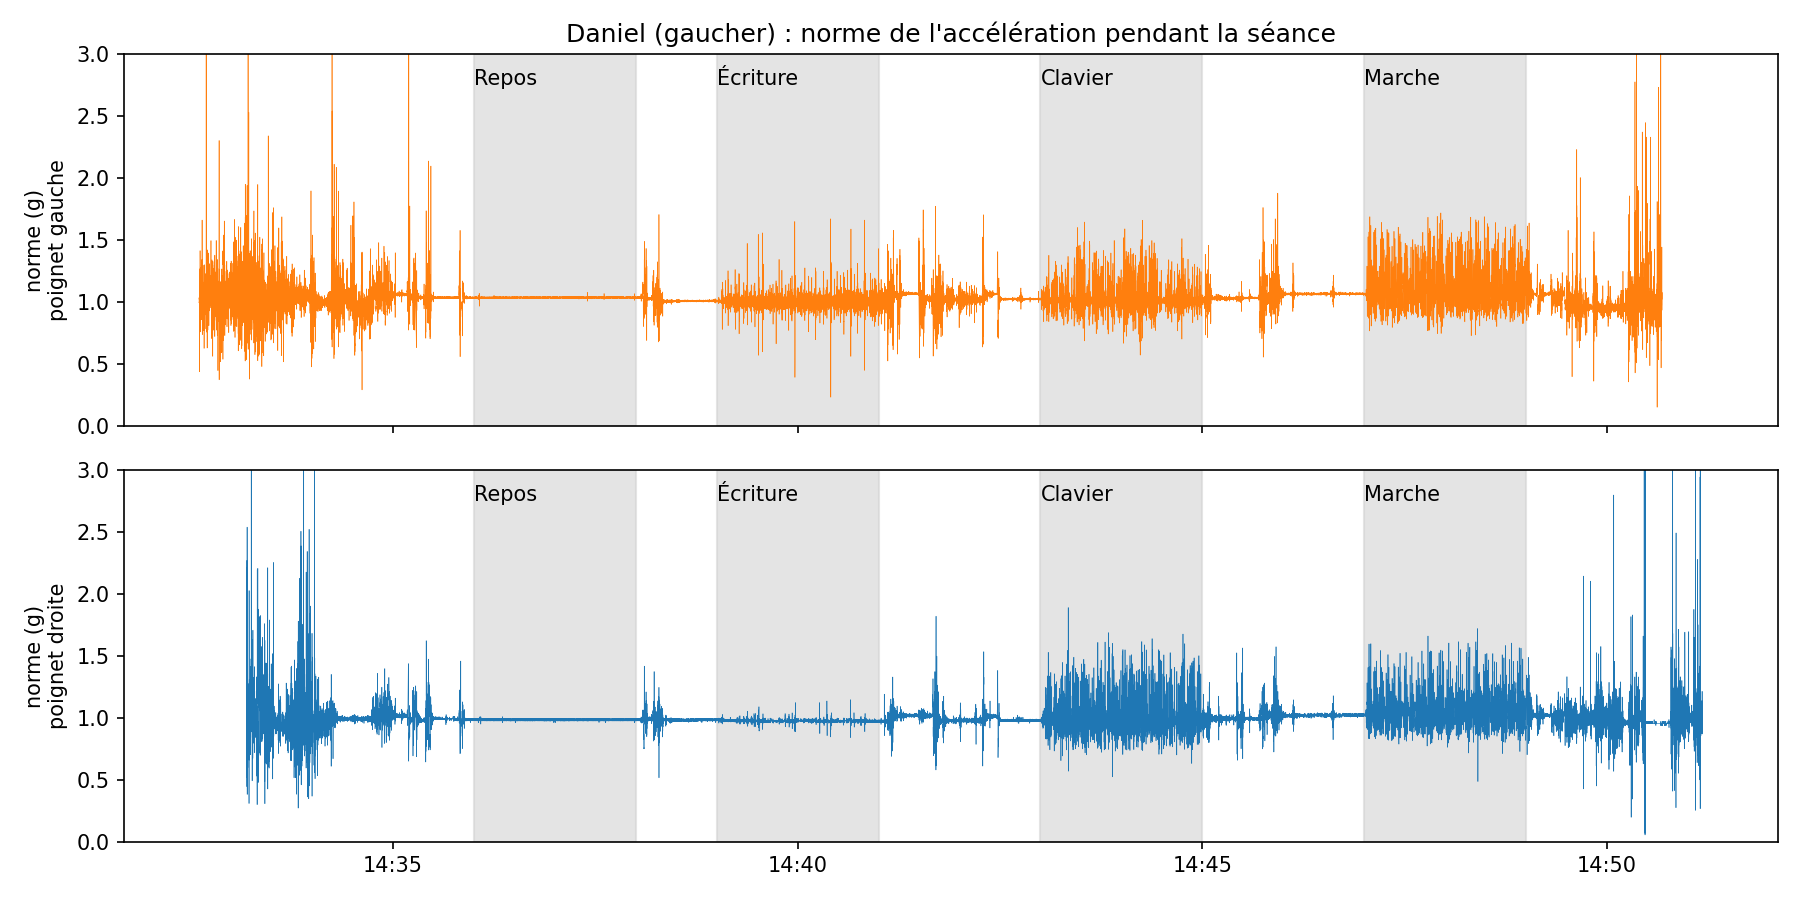 Daniel (gaucher) : norme de l'accélération pendant la séance
norme (g)
poignet gauche
3.0
2.5
2.0
1.5
1.0
0.5
0.0
Repos
Écriture
Clavier
Marche
norme (g)
poignet droite
3.0
2.5
2.0
1.5
1.0
0.5
0.0
Repos
Écriture
Clavier
Marche
14:35
14:40
14:45
14:50